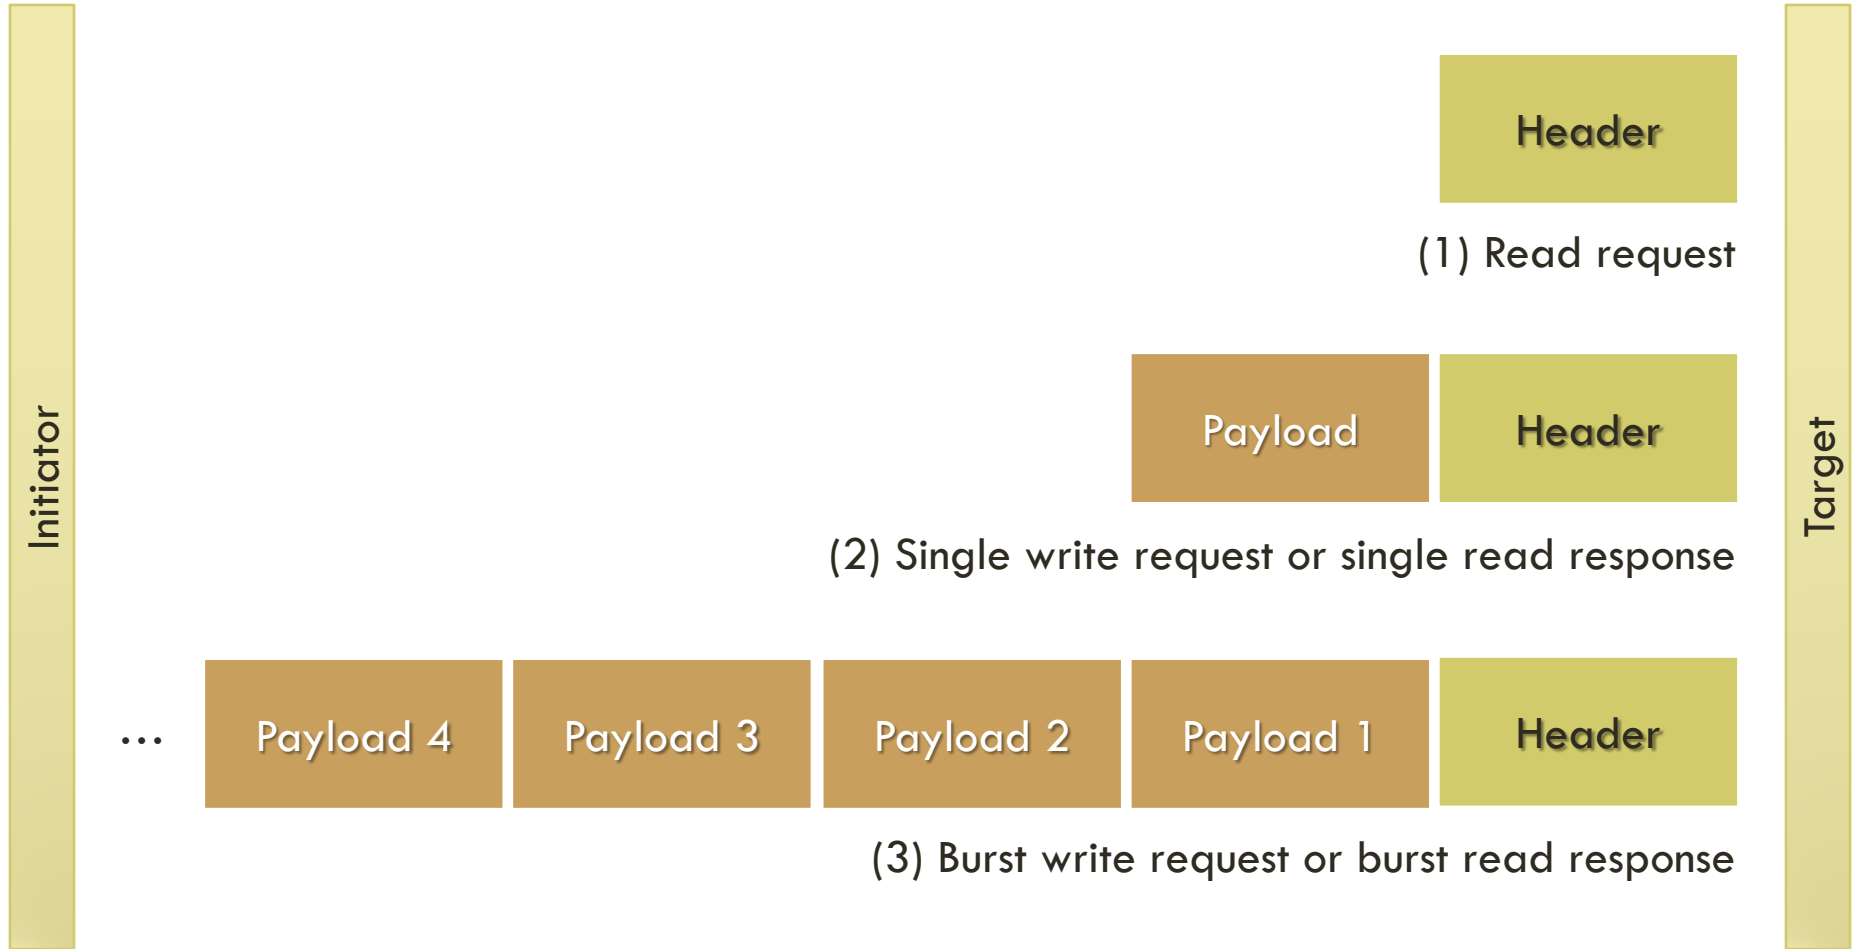 Initiator
Header
(1) Read request
Payload Header
(2) Single write request or single read response
... Payload 4 Payload 3 Payload 2 Payload 1 Header
(3) Burst write request or burst read response
Target